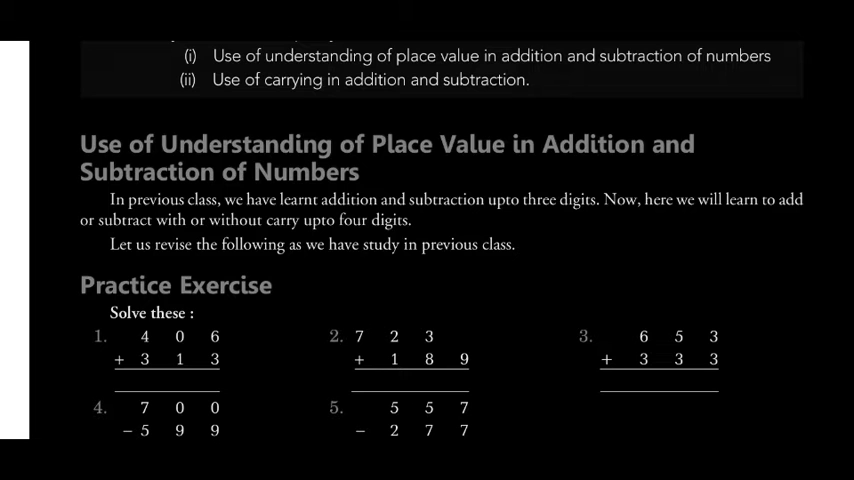 (i) Use of understanding of place value in addition and subtraction of numbers
(ii) Use of carrying in addition and subtraction.
Use of Understanding of Place Value in Addition and
Subtraction of Numbers
In previous class, we have learnt addition and subtraction upto three digits. Now, here we will learn to add
or subtract with or without carry upto four digits.
Let us revise the following as we have study in previous class.
Practice Exercise
Solve these :
1. 4 0 6 2. 7 2 3 3. 6 5 3
+ 3 1 3 + 1 8 9 + 3 3 3
4. 7 0 0 5. 5 5 7
− 5 9 9 − 2 7 7